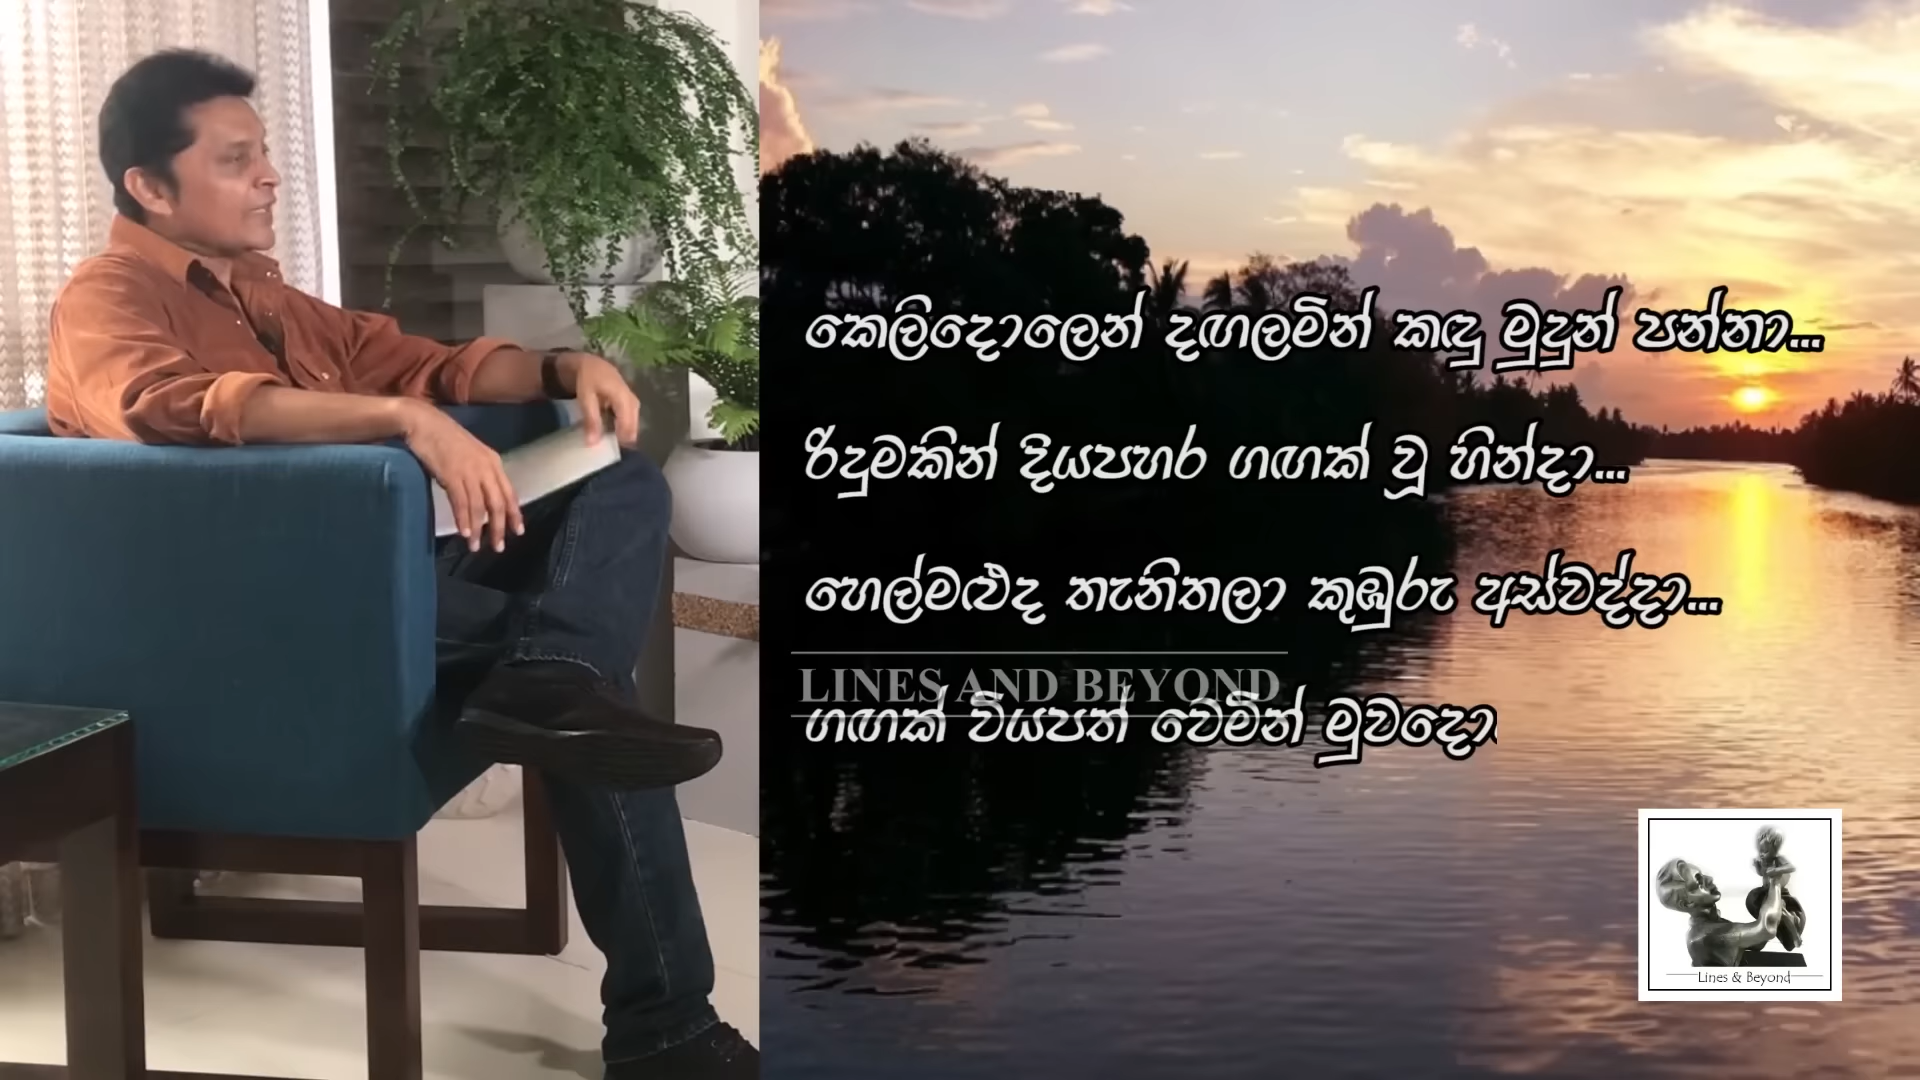 කෙලිදොලෙන් දඟලමින් කඳු මුදුන් පන්නා...
රිදුමකින් දියපහර ගඟක් වූ හින්දා...
හෙල්මළුද තැනිතලා කුඹුරු අස්වද්දා...
LINES AND BEYOND
ගඟක් වියපත් වෙමින් මුවදො
Lines & Beyond